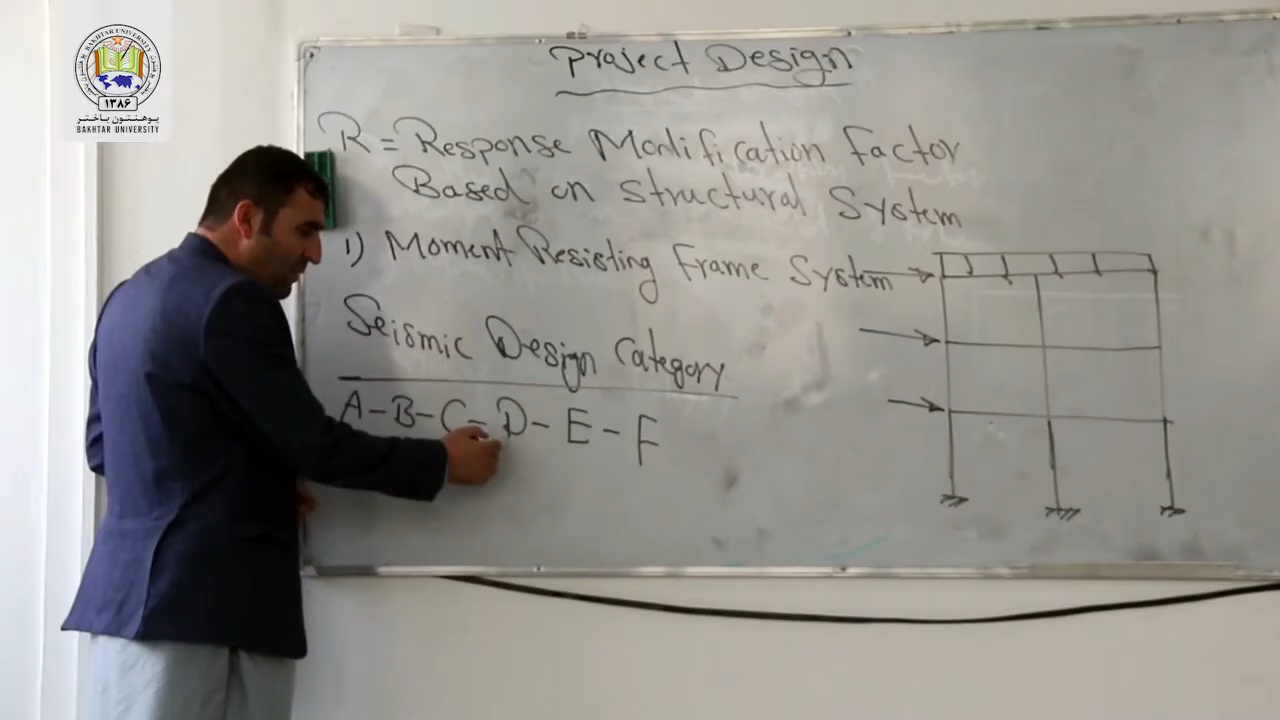 BAKHTAR UNIVERSITY
۱۳۸۶
پوهنتون باختر
BAKHTAR UNIVERSITY
Project Design
R = Response Modification Factor
Based on Structural System
1) Moment Resisting Frame System
Seismic Design Category
A - B - C - D - E - F